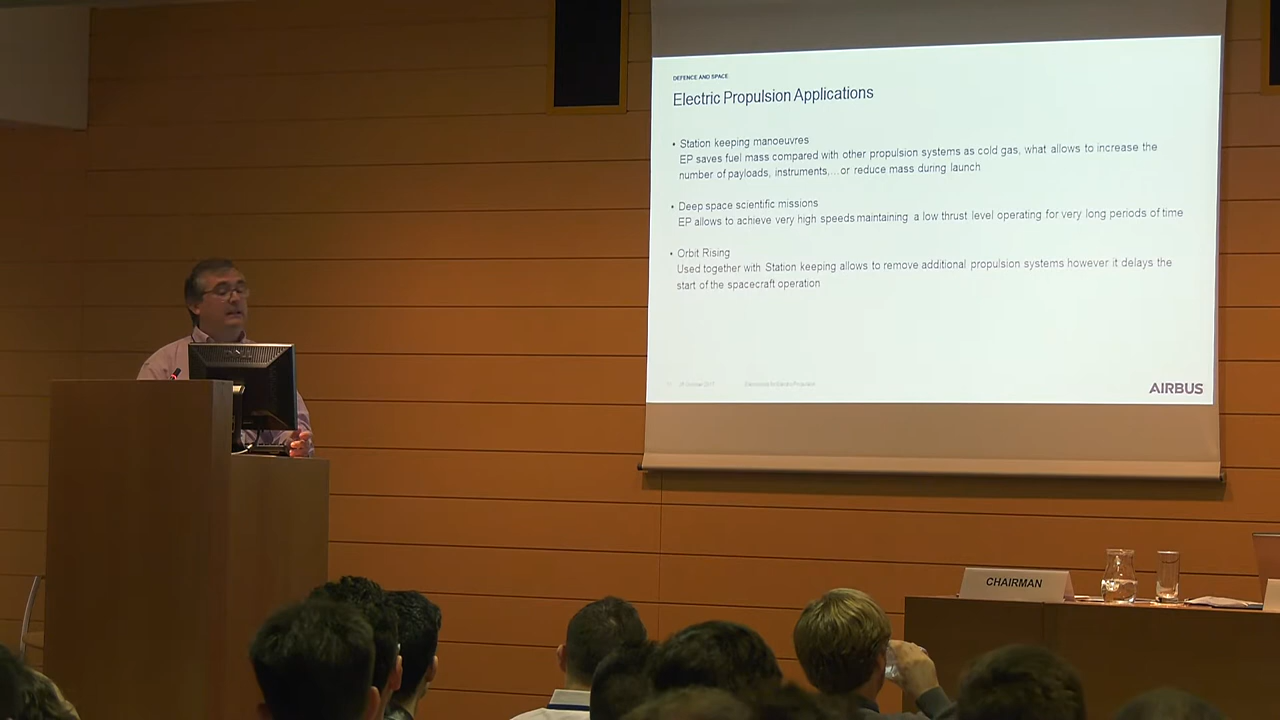 DEFENCE AND SPACE
Electric Propulsion Applications
• Station keeping manoeuvres
EP saves fuel mass compared with other propulsion systems as cold gas, what allows to increase the
number of payloads, instruments,...or reduce mass during launch
• Deep space scientific missions
EP allows to achieve very high speeds maintaining a low thrust level operating for very long periods of time
• Orbit Rising
Used together with Station keeping allows to remove additional propulsion systems however it delays the
start of the spacecraft operation
AIRBUS
DELL
CHAIRMAN